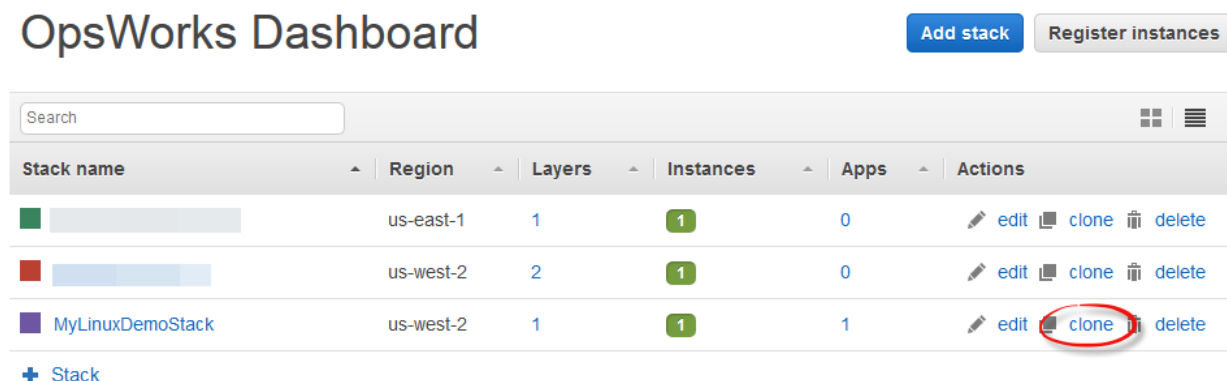 OpsWorks Dashboard Add stack Register instances
Search
Stack name Region Layers Instances Apps Actions
us-east-1 1 1 0 edit clone delete
us-west-2 2 1 0 edit clone delete
MyLinuxDemoStack us-west-2 1 1 1 edit clone delete
Stack